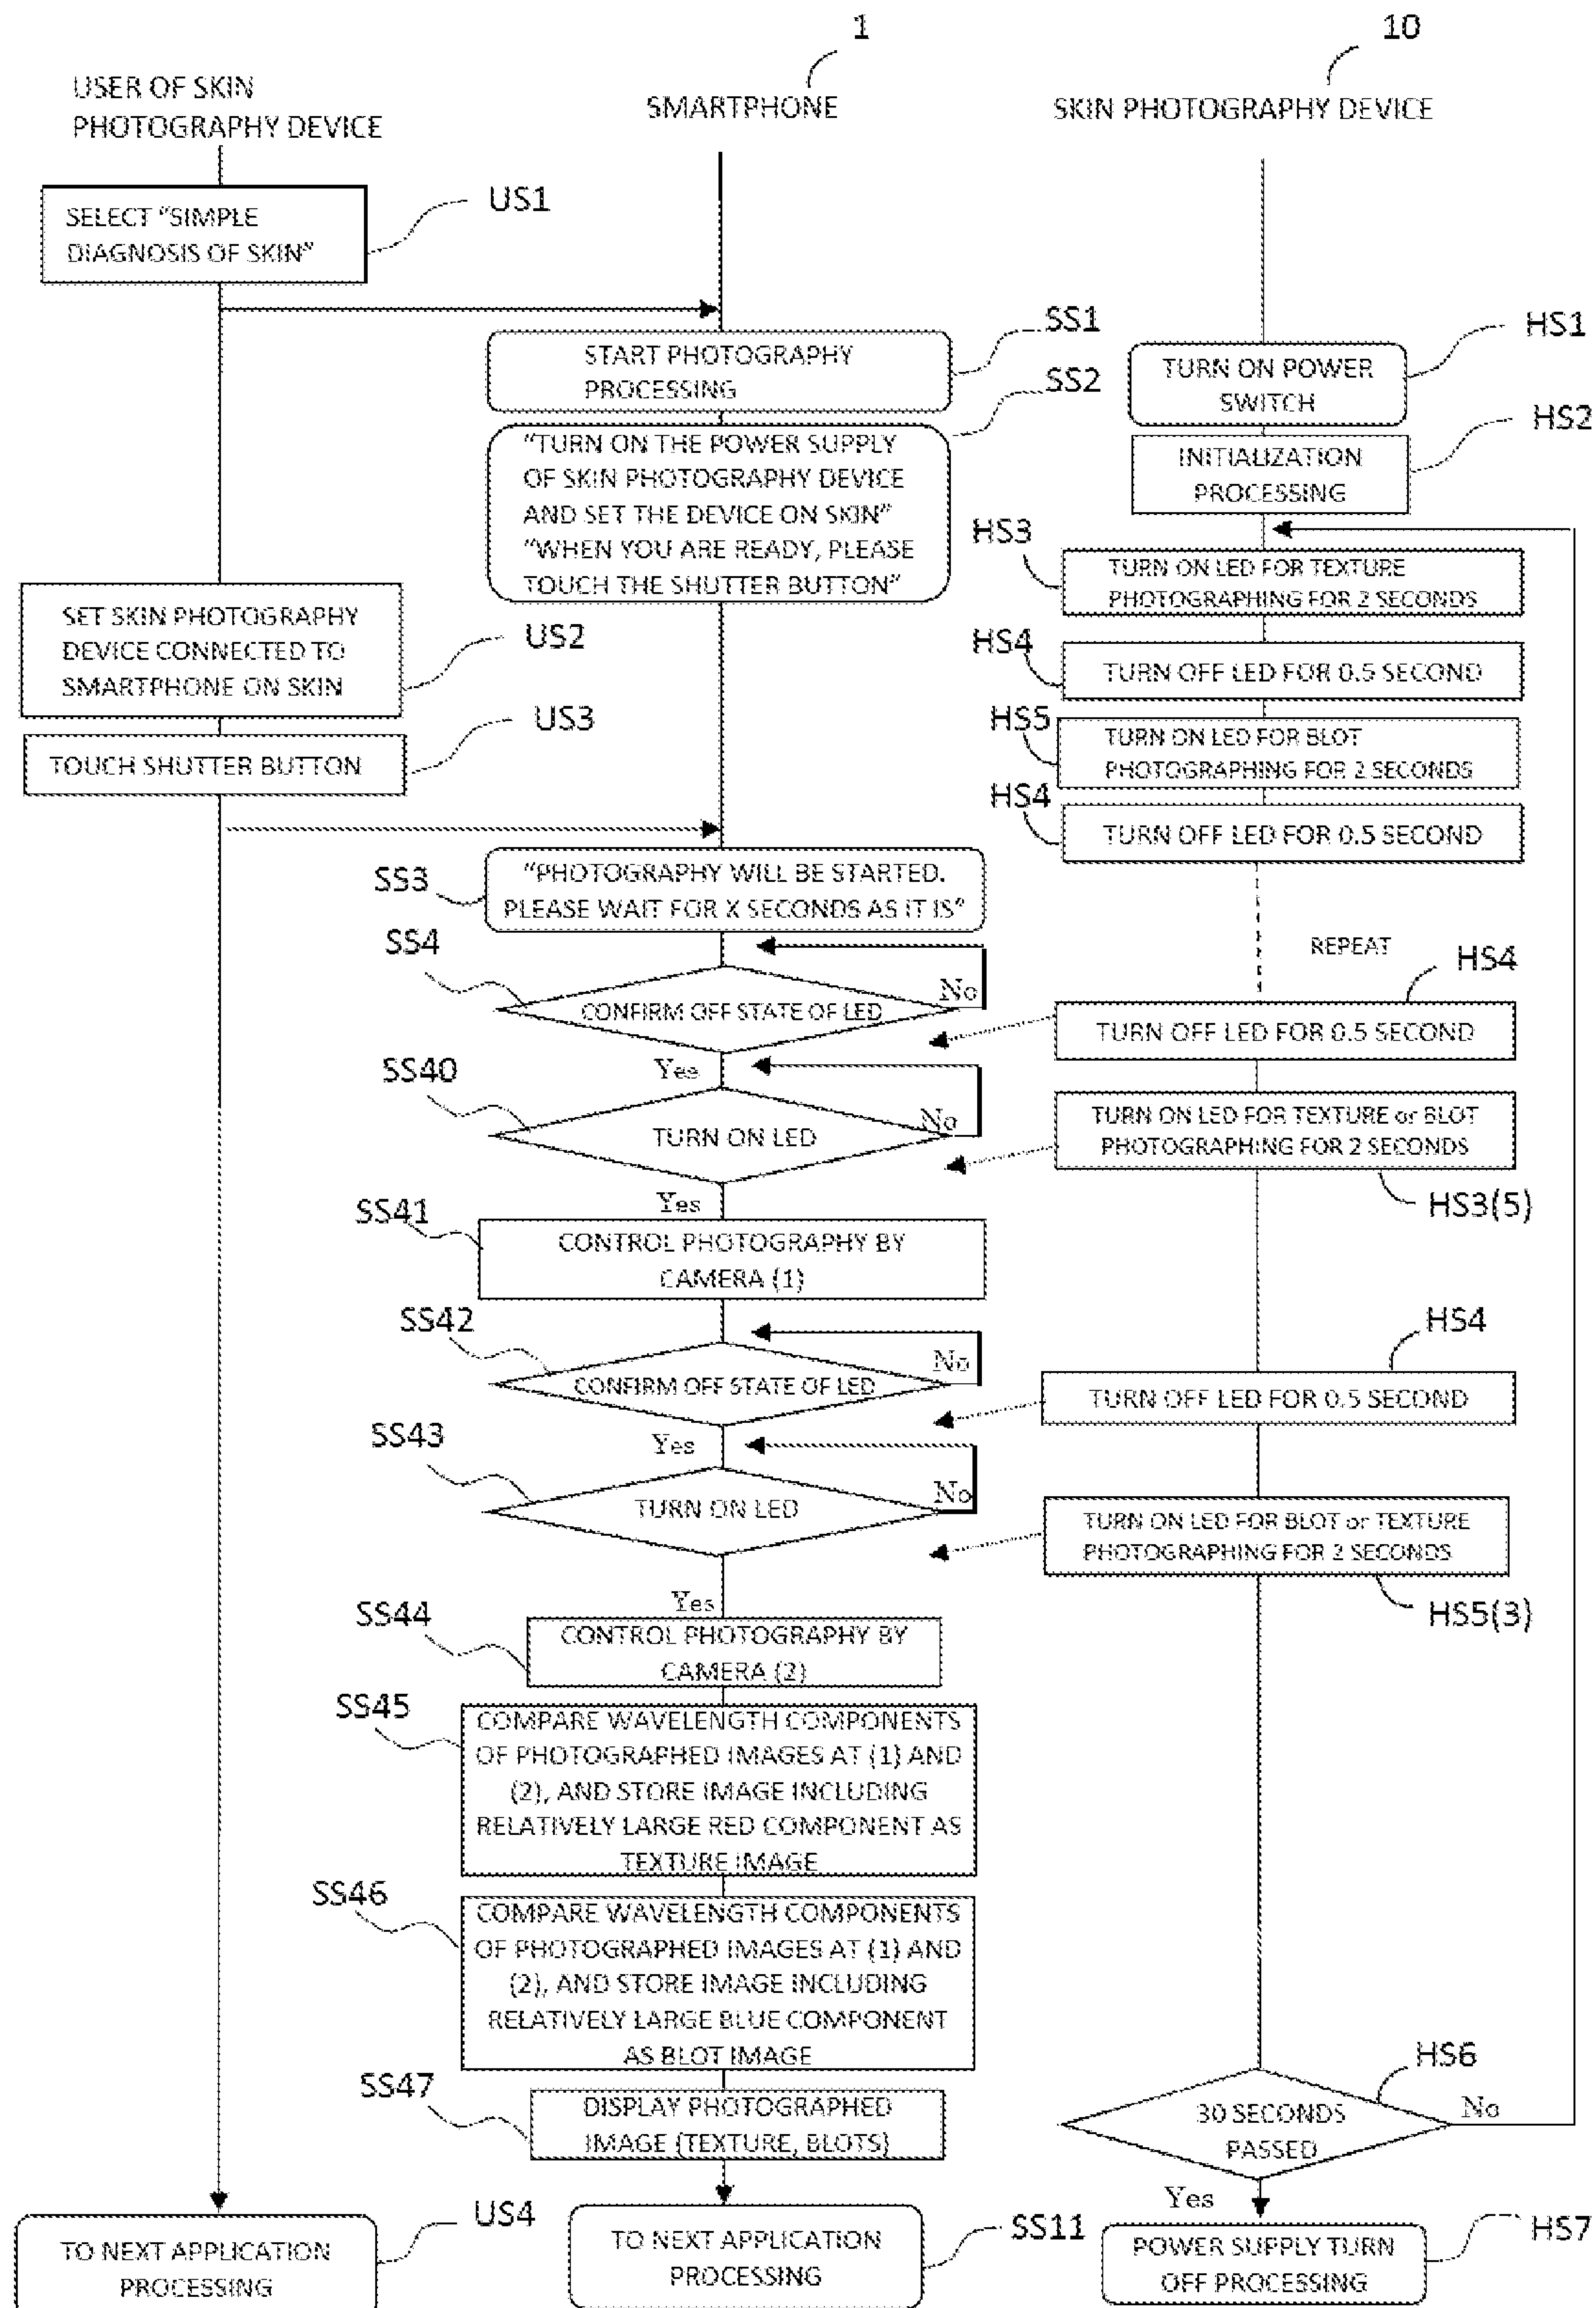 1
10
USER OF SKIN
PHOTOGRAPHY DEVICE
SMARTPHONE
SKIN PHOTOGRAPHY DEVICE
SELECT "SIMPLE
DIAGNOSIS OF SKIN"
US1
START PHOTOGRAPHY
PROCESSING
SS1
TURN ON POWER
SWITCH
HS1
"TURN ON THE POWER SUPPLY
OF SKIN PHOTOGRAPHY DEVICE
AND SET THE DEVICE ON SKIN"
"WHEN YOU ARE READY, PLEASE
TOUCH THE SHUTTER BUTTON"
SS2
INITIALIZATION
PROCESSING
HS2
HS3
TURN ON LED FOR TEXTURE
PHOTOGRAPHING FOR 2 SECONDS
SET SKIN PHOTOGRAPHY
DEVICE CONNECTED TO
SMARTPHONE ON SKIN
US2
HS4
TURN OFF LED FOR 0.5 SECOND
TOUCH SHUTTER BUTTON
US3
HS5
TURN ON LED FOR BLOT
PHOTOGRAPHING FOR 2 SECONDS
HS4
TURN OFF LED FOR 0.5 SECOND
SS3
"PHOTOGRAPHY WILL BE STARTED.
PLEASE WAIT FOR X SECONDS AS IT IS"
REPEAT
SS4
CONFIRM OFF STATE OF LED
No
Yes
HS4
TURN OFF LED FOR 0.5 SECOND
SS40
TURN ON LED
No
Yes
TURN ON LED FOR TEXTURE or BLOT
PHOTOGRAPHING FOR 2 SECONDS
HS3(5)
SS41
CONTROL PHOTOGRAPHY BY
CAMERA (1)
SS42
CONFIRM OFF STATE OF LED
No
Yes
HS4
TURN OFF LED FOR 0.5 SECOND
SS43
TURN ON LED
No
Yes
TURN ON LED FOR BLOT or TEXTURE
PHOTOGRAPHING FOR 2 SECONDS
HS5(3)
SS44
CONTROL PHOTOGRAPHY BY
CAMERA (2)
SS45
COMPARE WAVELENGTH COMPONENTS
OF PHOTOGRAPHED IMAGES AT (1) AND
(2), AND STORE IMAGE INCLUDING
RELATIVELY LARGE RED COMPONENT AS
TEXTURE IMAGE
SS46
COMPARE WAVELENGTH COMPONENTS
OF PHOTOGRAPHED IMAGES AT (1) AND
(2), AND STORE IMAGE INCLUDING
RELATIVELY LARGE BLUE COMPONENT
AS BLOT IMAGE
SS47
DISPLAY PHOTOGRAPHED
IMAGE (TEXTURE, BLOTS)
HS6
30 SECONDS
PASSED
No
Yes
TO NEXT APPLICATION
PROCESSING
US4
TO NEXT APPLICATION
PROCESSING
SS11
POWER SUPPLY TURN
OFF PROCESSING
HS7